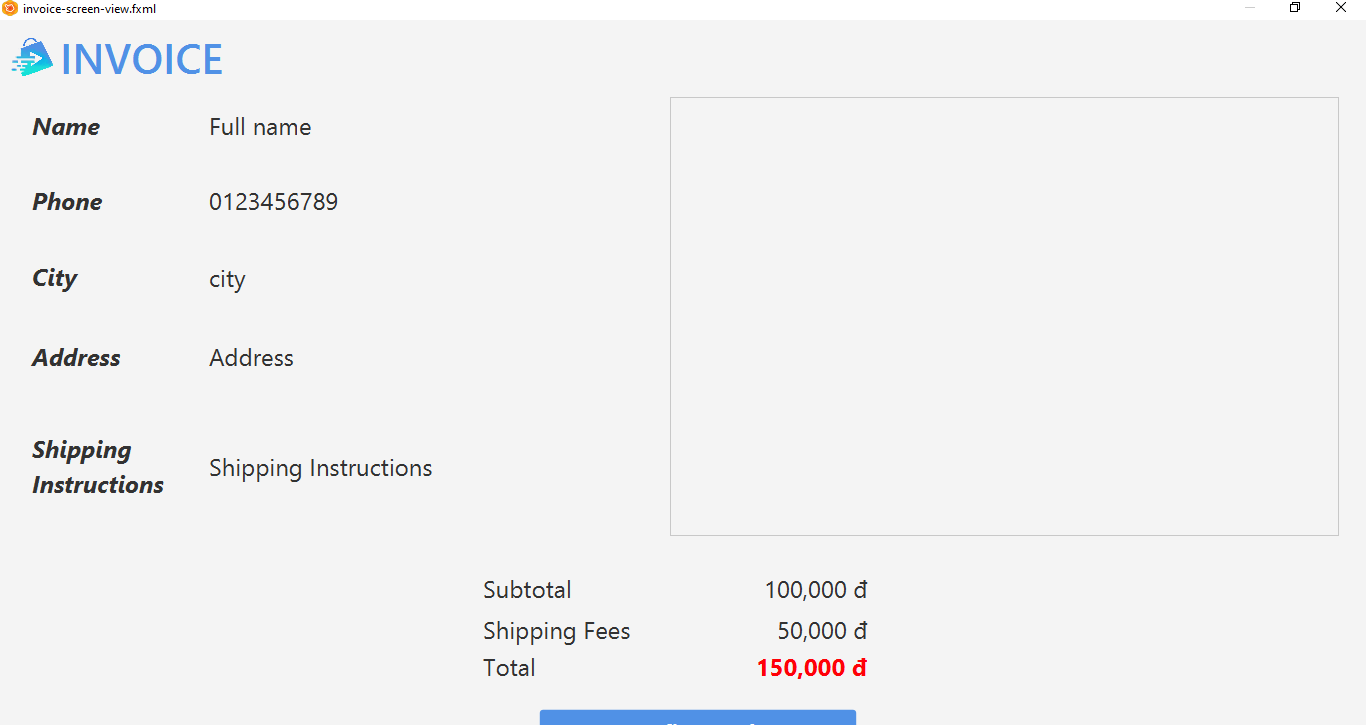 invoice-screen-view.fxml
INVOICE
Name Full name
Phone 0123456789
City city
Address Address
Shipping
Instructions
Shipping Instructions
Subtotal 100,000 đ
Shipping Fees 50,000 đ
Total 150,000 đ